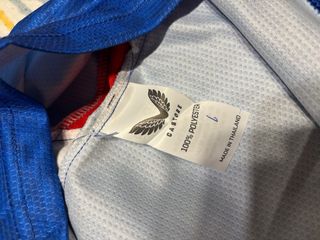 CASTORE
100% POLYESTER
MADE IN THAILAND